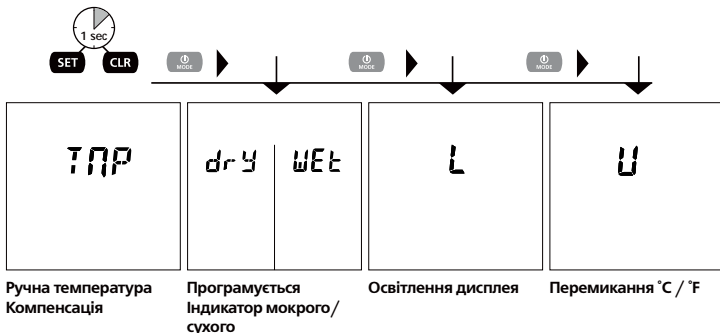 1 sec
SET CLR MODE MODE MODE
TMP dry WEt L U
Ручна температура
Компенсація
Програмується
Індикатор мокрого/
сухого
Освітлення дисплея
Перемикання ˚C / ˚F